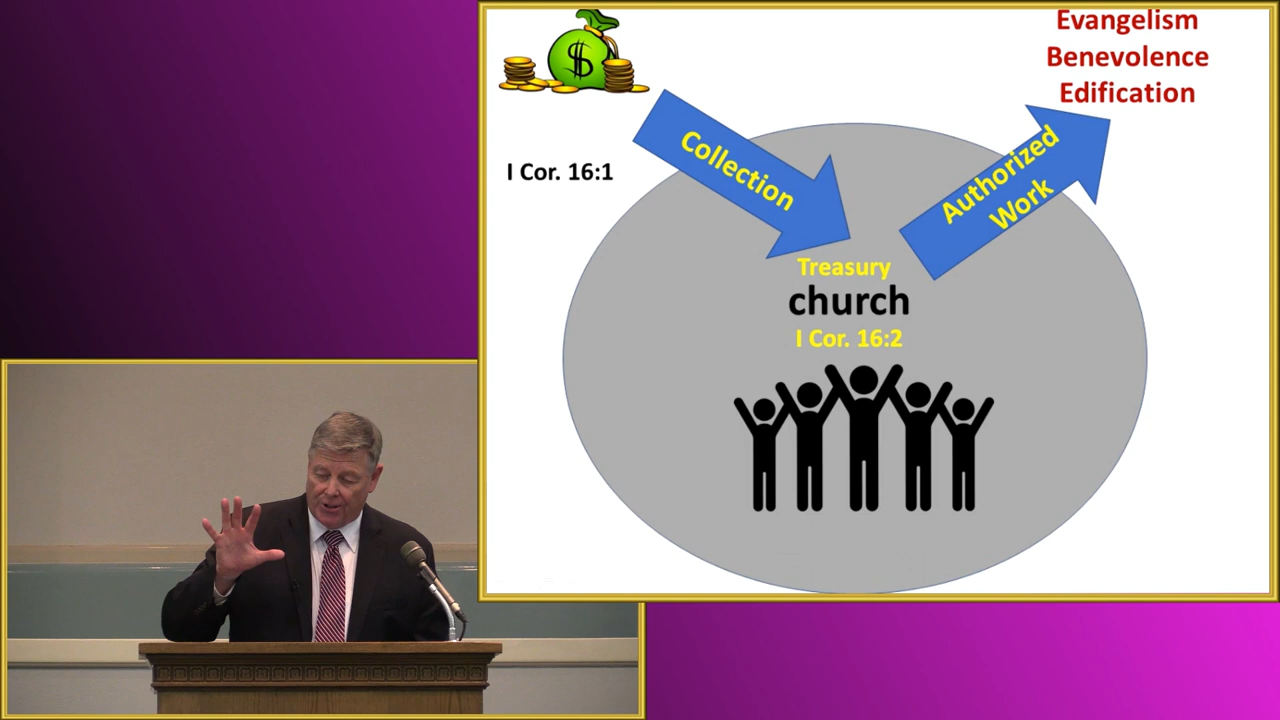 $
Evangelism
Benevolence
Edification
I Cor. 16:1
Collection
Authorized
Work
Treasury
church
I Cor. 16:2